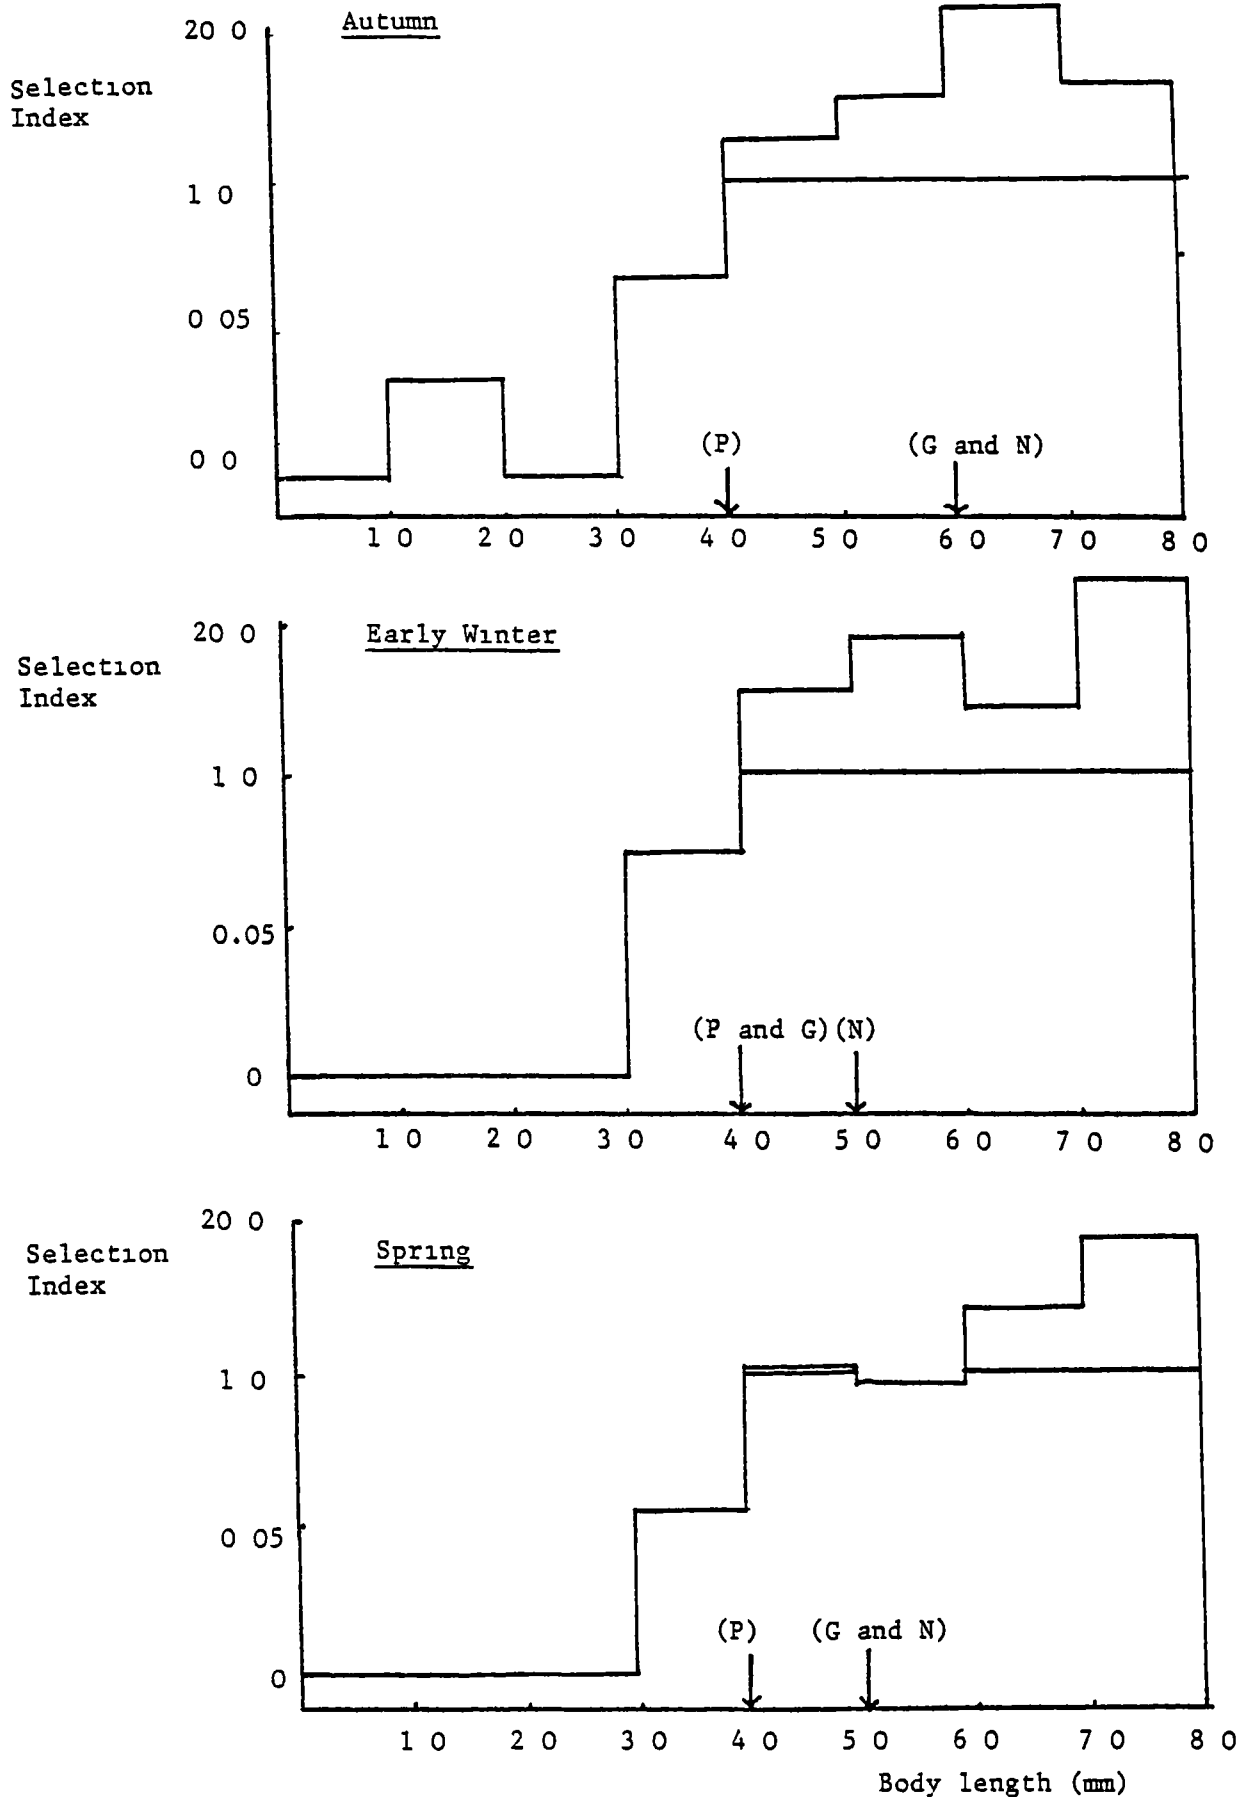 Autumn
20 0
Selection
Index
1 0
0 05
0 0
(P) (G and N)
1 0 2 0 3 0 4 0 5 0 6 0 7 0 8 0
Early Winter
20 0
Selection
Index
1 0
0.05
(P and G) (N)
0
1 0 2 0 3 0 4 0 5 0 6 0 7 0 8 0
Spring
20 0
Selection
Index
1 0
0 05
(P) (G and N)
0
1 0 2 0 3 0 4 0 5 0 6 0 7 0 8 0
Body length (mm)